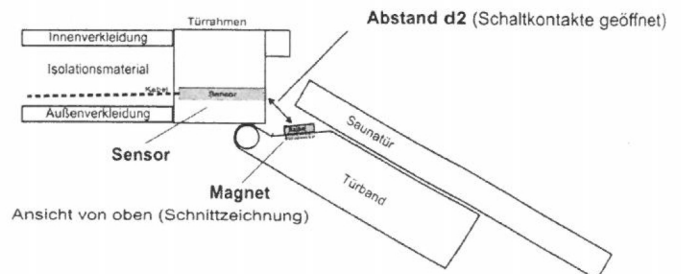 Türrahmen
Abstand d2 (Schaltkontakte geöffnet)
Innenverkleidung
Isolationsmaterial
Kabel
Sensor
Außenverkleidung
Saunatür
Sensor
Magnet
Türband
Ansicht von oben (Schnittzeichnung)